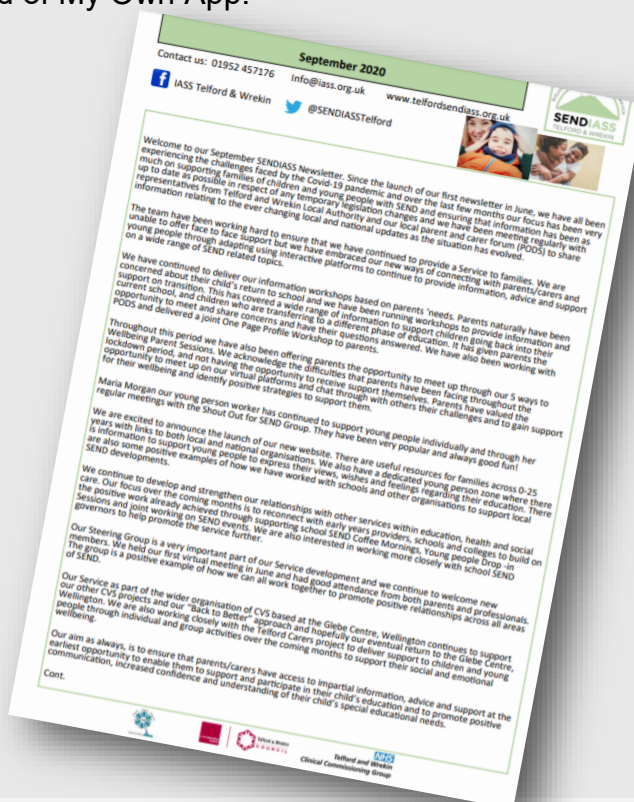 d of My Own App.
September 2020
Contact us: 01952 457176 Info@iass.org.uk www.telfordsendiass.org.uk
IASS Telford & Wrekin @SENDIASSTelford
SENDIASS
TELFORD & WREKIN
Welcome to our September SENDIASS Newsletter. Since the launch of our first newsletter in June, we have all been
experiencing the challenges faced by the Covid-19 pandemic and over the last few months our focus has been very
much on supporting families of children and young people with SEND and ensuring that information has been as
up to date as possible in respect of any temporary legislation changes and we have been meeting regularly with
representatives from Telford and Wrekin Local Authority and our local parent and carer forum (PODS) to share
information relating to the ever changing local and national updates as the situation has evolved.
The team have been working hard to ensure that we have continued to provide a Service to families. We are
unable to offer face to face support but we have embraced our new ways of connecting with parents/carers and
young people through adapting using interactive platforms to continue to provide information, advice and support
on a wide range of SEND related topics.
We have continued to deliver our information workshops based on parents 'needs. Parents naturally have been
concerned about their child's return to school and we have been running workshops to provide information and
support on transition. This has covered a wide range of information to support children going back into their
current school, and children who are transferring to a different phase of education. It has given parents the
opportunity to meet and share concerns and have their questions answered. We have also been working with
PODS and delivered a joint One Page Profile Workshop to parents.
Throughout this period we have also been offering parents the opportunity to meet up through our 5 ways to
Wellbeing Parent Sessions. We acknowledge the difficulties that parents have been facing throughout the
lockdown period, and not having the opportunity to receive support themselves. Parents have valued the
opportunity to meet up on our virtual platforms and chat through with others their challenges and to gain support
for their wellbeing and identify positive strategies to support them.
Maria Morgan our young person worker has continued to support young people individually and through her
regular meetings with the Shout Out for SEND Group. They have been very popular and always good fun!
We are excited to announce the launch of our new website. There are useful resources for families across 0-25
years with links to both local and national organisations. We also have a dedicated young person zone where there
is information to support young people to express their views, wishes and feelings regarding their education. There
are also some positive examples of how we have worked with schools and other organisations to support local
SEND developments.
We continue to develop and strengthen our relationships with other services within education, health and social
care. Our focus over the coming months is to reconnect with early years providers, schools and colleges to build on
the positive work already achieved through supporting school SEND Coffee Mornings, Young people Drop -in
Sessions and joint working on SEND events. We are also interested in working more closely with school SEND
governors to help promote the service further.
Our Steering Group is a very important part of our Service development and we continue to welcome new
members. We held our first virtual meeting in June and had good attendance from both parents and professionals.
The group is a positive example of how we can all work together to promote positive relationships across all areas
of SEND.
Our Service as part of the wider organisation of CVS based at the Glebe Centre, Wellington continues to support
our other CVS projects and our "Back to Better" approach and hopefully our eventual return to the Glebe Centre,
Wellington. We are also working closely with the Telford Carers project to deliver support to children and young
people through individual and group activities over the coming months to support their social and emotional
wellbeing.
Our aim as always, is to ensure that parents/carers have access to impartial information, advice and support at the
earliest opportunity to enable them to support and participate in their child's education and to promote positive
communication, increased confidence and understanding of their child's special educational needs.
Cont.
Telford & Wrekin
COUNCIL
NHS
Telford and Wrekin
Clinical Commissioning Group